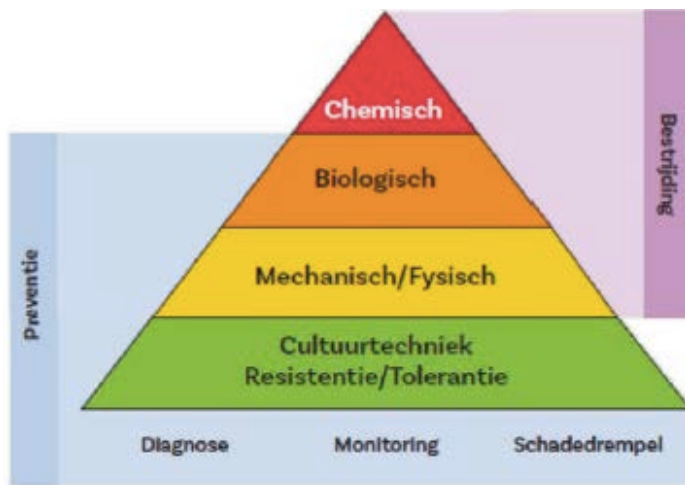 Chemisch
Biologisch
Mechanisch/Fysisch
Cultuurtechniek
Resistentie/Tolerantie
Diagnose
Monitoring
Schadedrempel
Preventie
Bestrijding